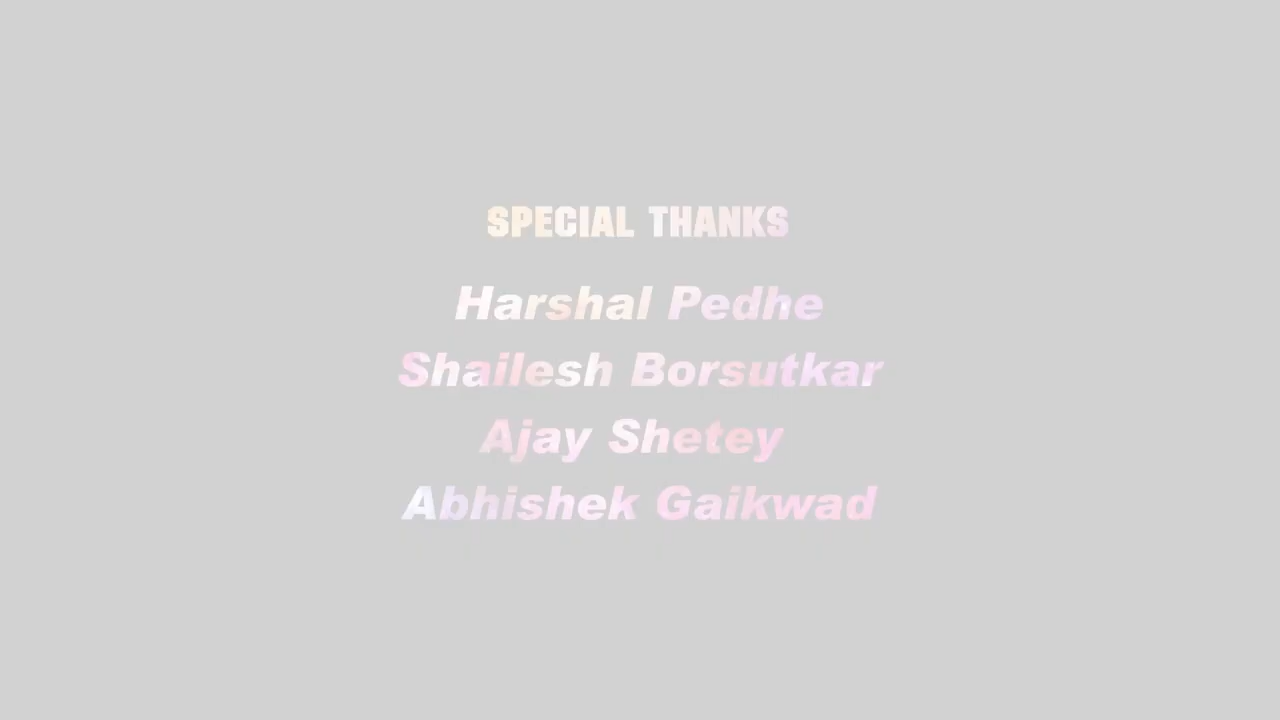 SPECIAL THANKS
Harshal Pedhe
Shailesh Borsutkar
Ajay Shetey
Abhishek Gaikwad